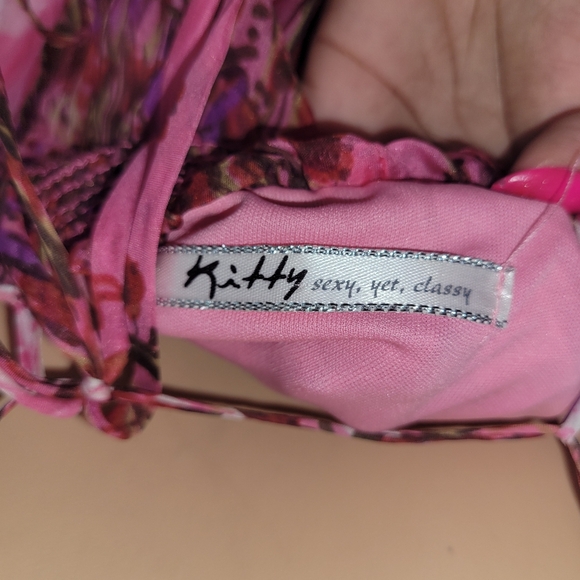 Kitty sexy, yet, classy